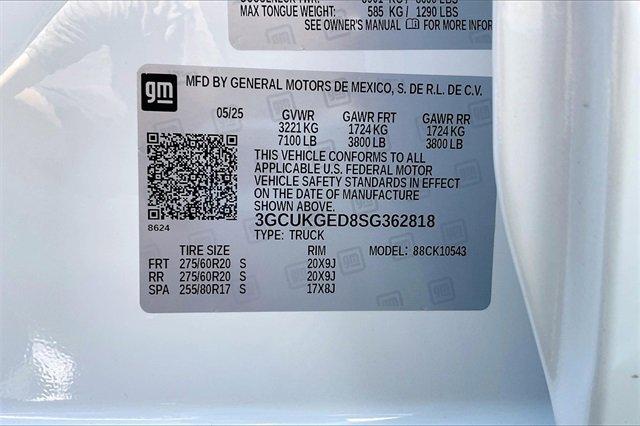 MAX TONGUE WEIGHT: 585 KG / 1290 LBS
SEE OWNER'S MANUAL FOR MORE INFOR
gm
MFD BY GENERAL MOTORS DE MEXICO, S. DE R.L. DE C.V.
05/25 GVWR GAWR FRT GAWR RR
3221 KG 1724 KG 1724 KG
7100 LB 3800 LB 3800 LB
THIS VEHICLE CONFORMS TO ALL
APPLICABLE U.S. FEDERAL MOTOR
VEHICLE SAFETY STANDARDS IN EFFECT
ON THE DATE OF MANUFACTURE
SHOWN ABOVE.
8624
3GCUKGED8SG362818
TYPE: TRUCK MODEL: 88CK10543
TIRE SIZE RIM
FRT 275/60R20 S 20X9J
RR 275/60R20 S 20X9J
SPA 255/80R17 S 17X8J